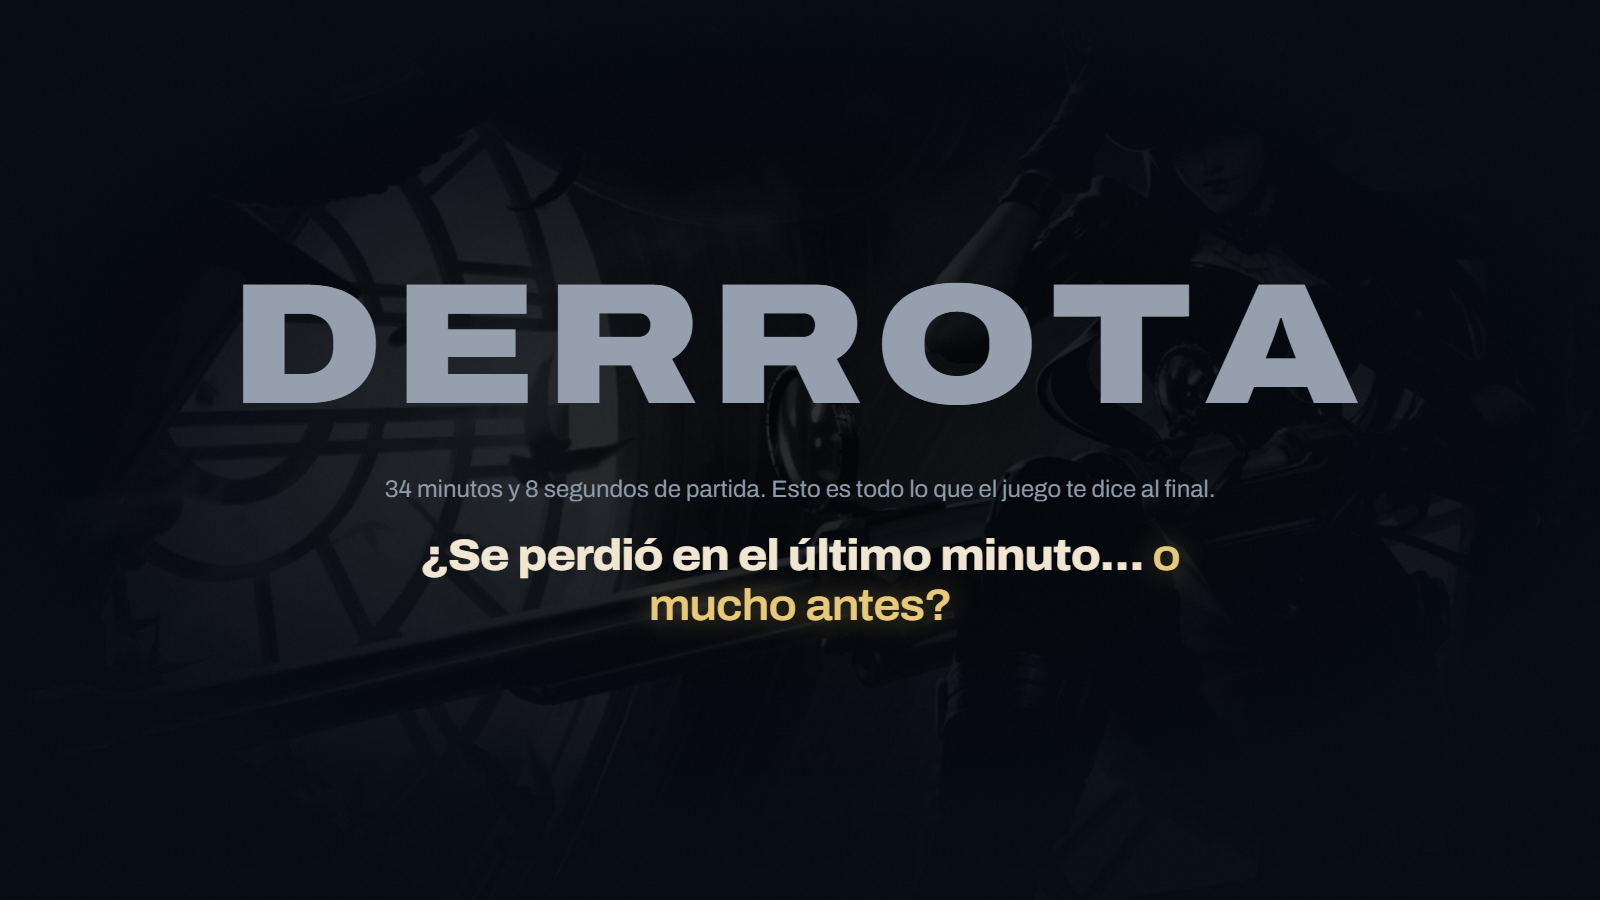 DERROTA
34 minutos y 8 segundos de partida. Esto es todo lo que el juego te dice al final.
¿Se perdió en el último minuto... o
mucho antes?